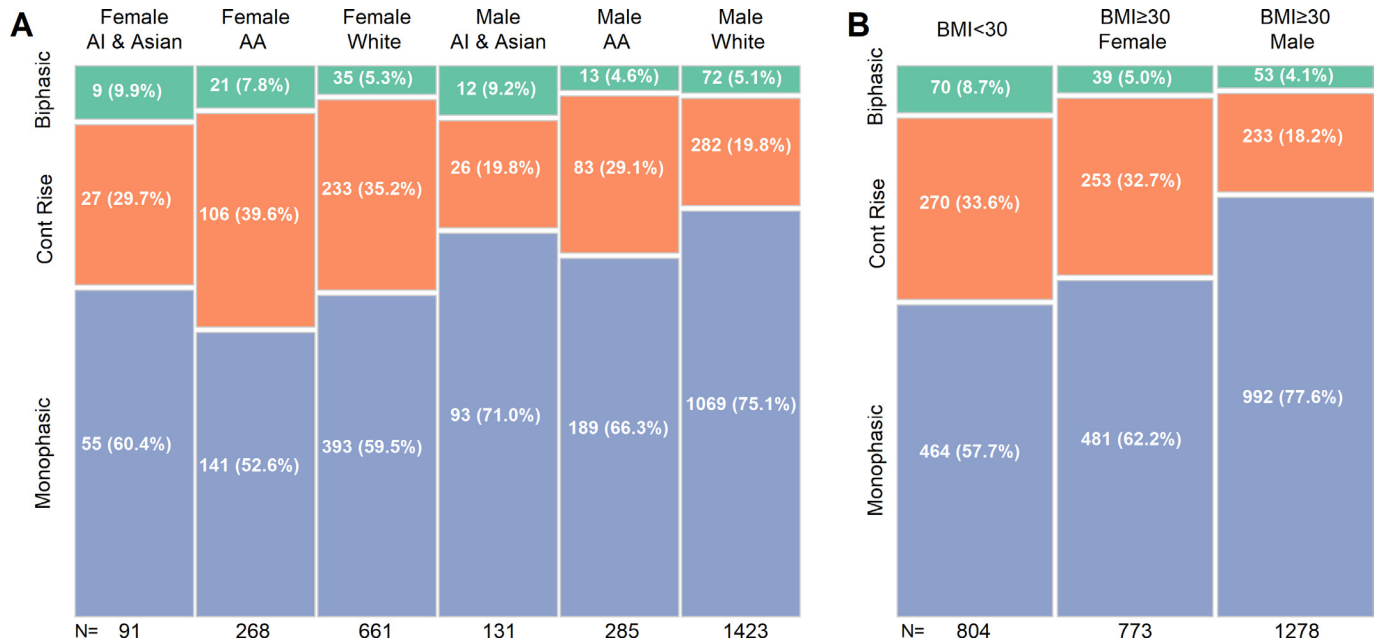 A
Female
AI & Asian
Female
AA
Female
White
Male
AI & Asian
Male
AA
Male
White
Biphasic
9 (9.9%)
21 (7.8%)
35 (5.3%)
12 (9.2%)
13 (4.6%)
72 (5.1%)
Cont Rise
27 (29.7%)
106 (39.6%)
233 (35.2%)
26 (19.8%)
83 (29.1%)
282 (19.8%)
Monophasic
55 (60.4%)
141 (52.6%)
393 (59.5%)
93 (71.0%)
189 (66.3%)
1069 (75.1%)
N= 91 268 661 131 285 1423
B
BMI<30
BMI≥30
Female
BMI≥30
Male
Biphasic
70 (8.7%)
39 (5.0%)
53 (4.1%)
Cont Rise
270 (33.6%)
253 (32.7%)
233 (18.2%)
Monophasic
464 (57.7%)
481 (62.2%)
992 (77.6%)
N= 804 773 1278